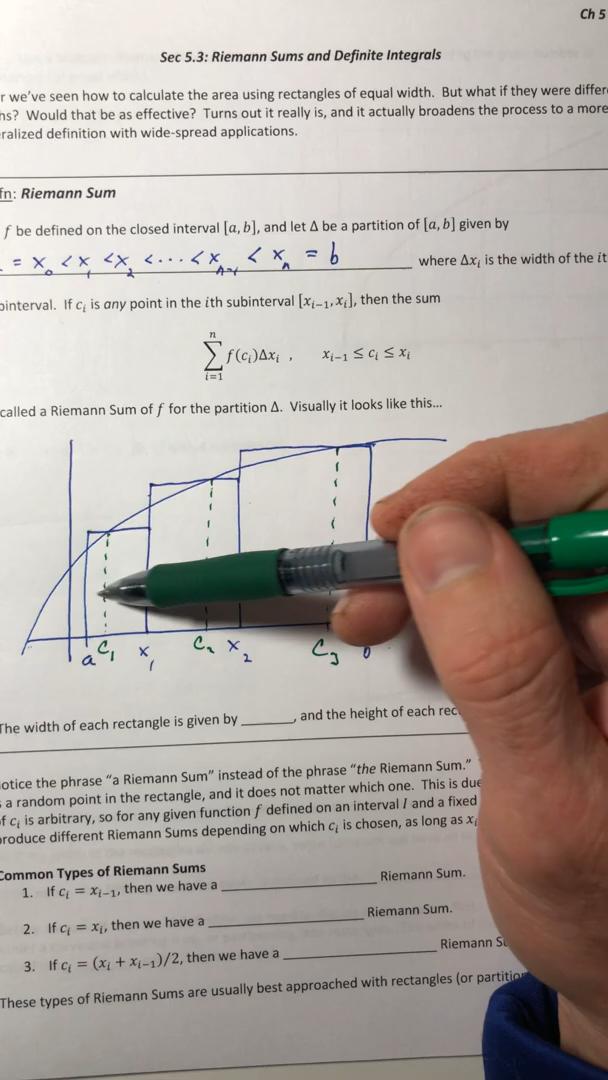 Ch 5
Sec 5.3: Riemann Sums and Definite Integrals
r we've seen how to calculate the area using rectangles of equal width. But what if they were differe
hs? Would that be as effective? Turns out it really is, and it actually broadens the process to a more
eralized definition with wide-spread applications.
fn: Riemann Sum
f be defined on the closed interval [a, b], and let Δ be a partition of [a, b] given by
= x₀ < x₁ < x₂ < ... < xₙ₋₁ < xₙ = b where Δxᵢ is the width of the it
ointerval. If cᵢ is any point in the ith subinterval [xᵢ₋₁, xᵢ], then the sum
n
∑ f(cᵢ)Δxᵢ , xᵢ₋₁ ≤ cᵢ ≤ xᵢ
i=1
called a Riemann Sum of f for the partition Δ. Visually it looks like this...
a C₁ x₁ C₂ x₂ C₃
The width of each rectangle is given by ______, and the height of each rec
otice the phrase "a Riemann Sum" instead of the phrase "the Riemann Sum."
a random point in the rectangle, and it does not matter which one. This is due
f cᵢ is arbitrary, so for any given function f defined on an interval I and a fixed
produce different Riemann Sums depending on which cᵢ is chosen, as long as xᵢ
Common Types of Riemann Sums
1. If cᵢ = xᵢ₋₁, then we have a ______ Riemann Sum.
2. If cᵢ = xᵢ, then we have a ______ Riemann Sum.
3. If cᵢ = (xᵢ + xᵢ₋₁)/2, then we have a ______ Riemann Su
These types of Riemann Sums are usually best approached with rectangles (or partition